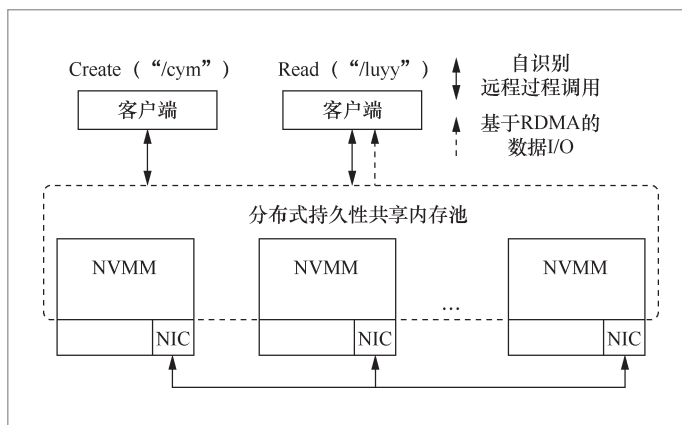 Create（“/cym”）
Read（“/luyy”）
自识别
远程过程调用
客户端
客户端
基于RDMA的
数据I/O
分布式持久性共享内存池
NVMM
NVMM
NVMM
...
NIC
NIC
NIC